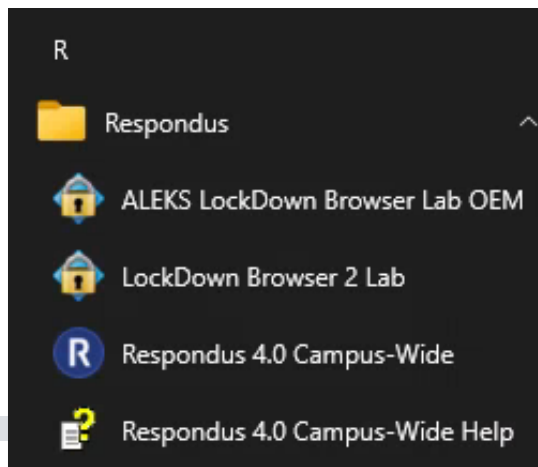 R
Respondus
ALEKS LockDown Browser Lab OEM
LockDown Browser 2 Lab
R
Respondus 4.0 Campus-Wide
Respondus 4.0 Campus-Wide Help